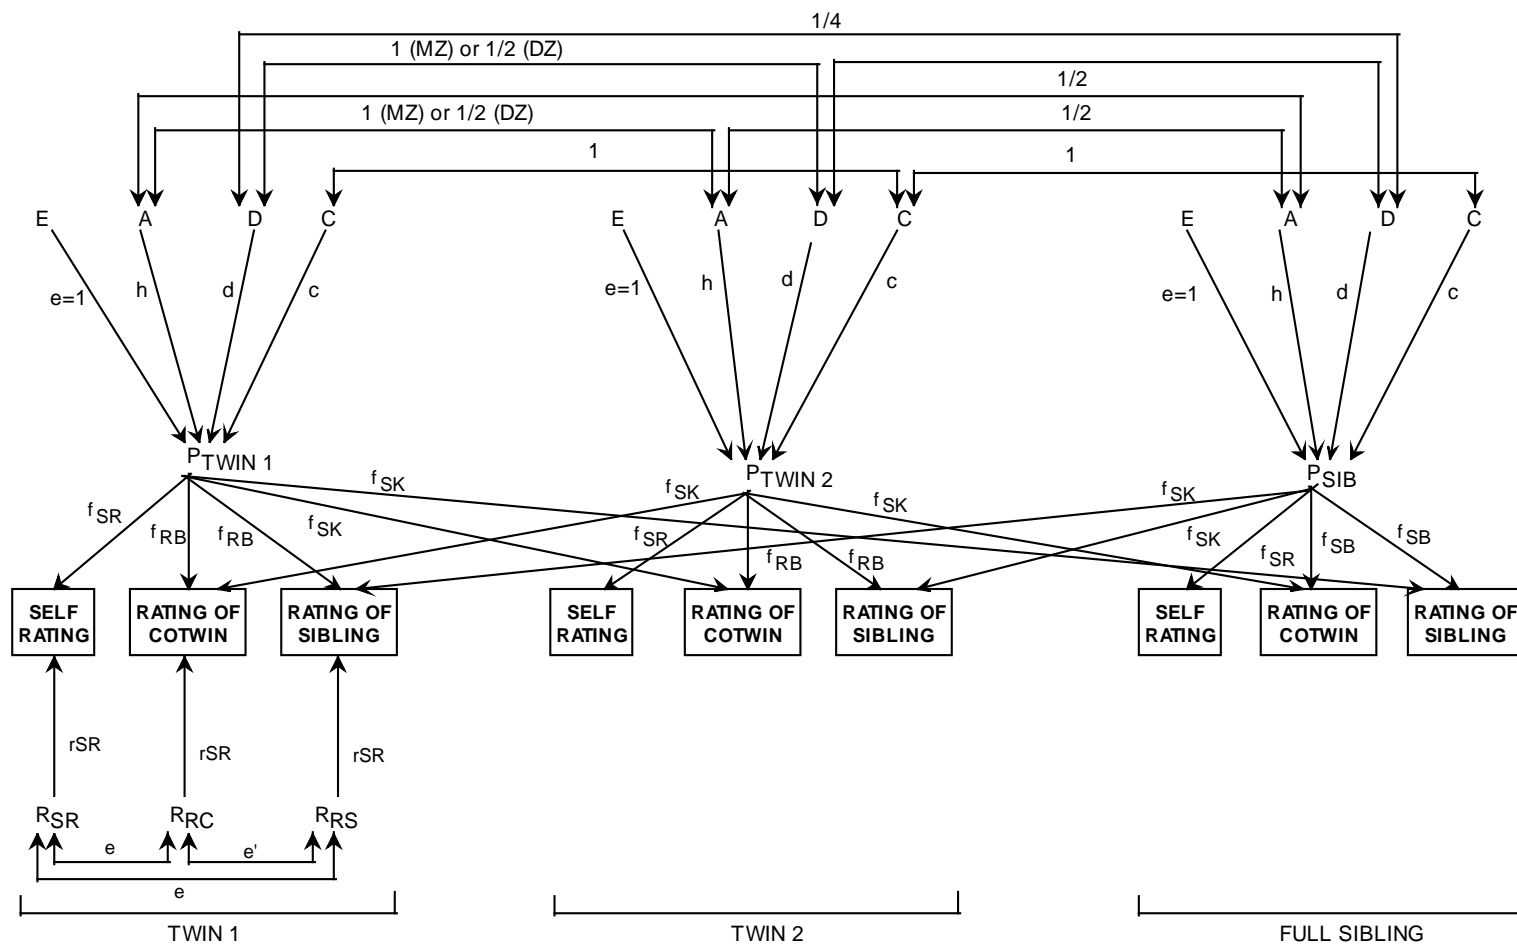 1/4
1 (MZ) or 1/2 (DZ)
1/2
1 (MZ) or 1/2 (DZ)
1/2
1
1
E A D C E A D C E A D C
e=1 h d c e=1 h d c e=1 h d c
PTWIN 1 PTWIN 2 PSIB
fSR fRB fRB fSK fSK fSK fSR fRB fRB fSK fSK fSK fSR fSB fSB
SELF
RATING
RATING OF
COTWIN
RATING OF
SIBLING
SELF
RATING
RATING OF
COTWIN
RATING OF
SIBLING
SELF
RATING
RATING OF
COTWIN
RATING OF
SIBLING
rSR rSR rSR
RSR RRC RRS
e e'
e
TWIN 1 TWIN 2 FULL SIBLING